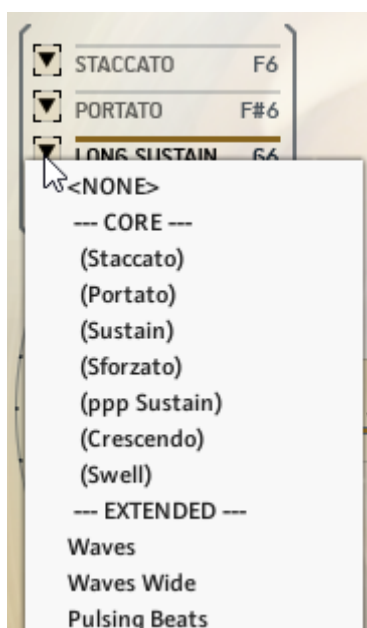 STACCATO F6
PORTATO F#6
LONG SUSTAIN G6
<NONE>
--- CORE ---
(Staccato)
(Portato)
(Sustain)
(Sforzato)
(ppp Sustain)
(Crescendo)
(Swell)
--- EXTENDED ---
Waves
Waves Wide
Pulsing Beats